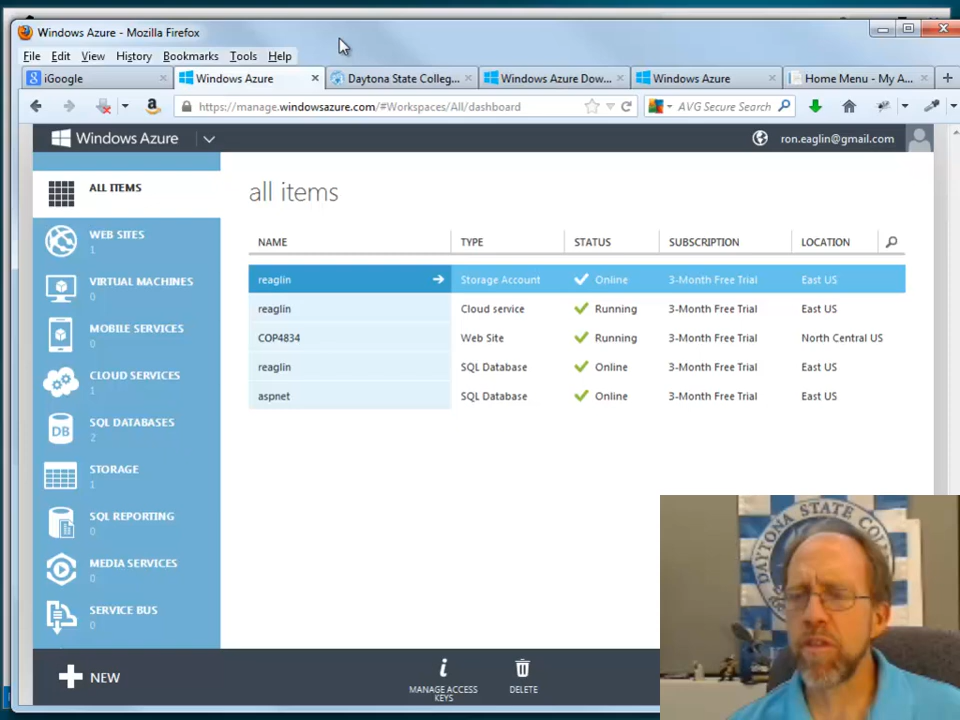 Windows Azure - Mozilla Firefox
File Edit View History Bookmarks Tools Help
iGoogle Windows Azure Daytona State Colleg... Windows Azure Dow... Windows Azure Home Menu - My A...
https://manage.windowsazure.com/#Workspaces/All/dashboard AVG Secure Search
Windows Azure ron.eaglin@gmail.com
ALL ITEMS
WEB SITES
1
VIRTUAL MACHINES
0
MOBILE SERVICES
0
CLOUD SERVICES
1
SQL DATABASES
2
DB
STORAGE
1
SQL REPORTING
0
MEDIA SERVICES
0
SERVICE BUS
0
all items
NAME TYPE STATUS SUBSCRIPTION LOCATION
reaglin Storage Account Online 3-Month Free Trial East US
reaglin Cloud service Running 3-Month Free Trial East US
COP4834 Web Site Running 3-Month Free Trial North Central US
reaglin SQL Database Online 3-Month Free Trial East US
aspnet SQL Database Online 3-Month Free Trial East US
NEW
MANAGE ACCESS
KEYS
DELETE
DAYTONA STATE COLLEGE